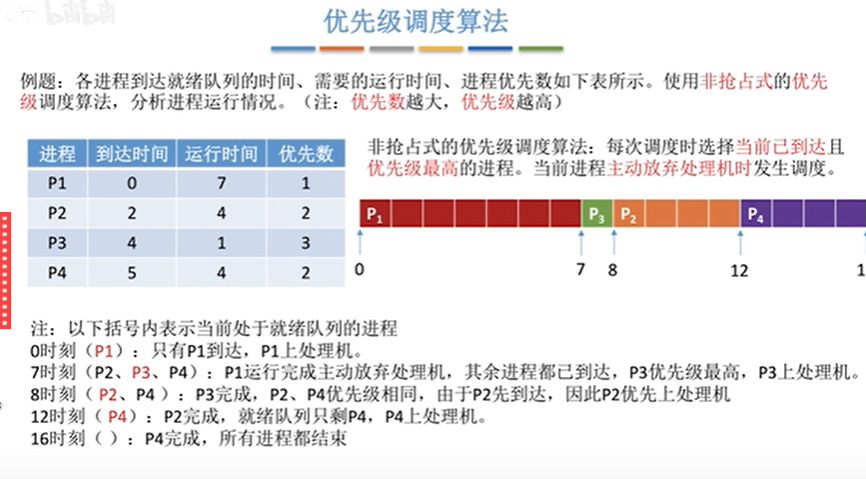 bilibili
优先级调度算法
例题：各进程到达就绪队列的时间、需要的运行时间、进程优先数如下表所示。使用非抢占式的优先
级调度算法，分析进程运行情况。（注：优先数越大，优先级越高）
进程 到达时间 运行时间 优先数
P1 0 7 1
P2 2 4 2
P3 4 1 3
P4 5 4 2
非抢占式的优先级调度算法：每次调度时选择当前已到达且
优先级最高的进程。当前进程主动放弃处理机时发生调度。
P1 P3 P2 P4
0 7 8 12 1
注：以下括号内表示当前处于就绪队列的进程
0时刻（P1）：只有P1到达，P1上处理机。
7时刻（P2、P3、P4）：P1运行完成主动放弃处理机，其余进程都已到达，P3优先级最高，P3上处理机。
8时刻（P2、P4）：P3完成，P2、P4优先级相同，由于P2先到达，因此P2优先上处理机
12时刻（P4）：P2完成，就绪队列只剩P4，P4上处理机。
16时刻（ ）：P4完成，所有进程都结束